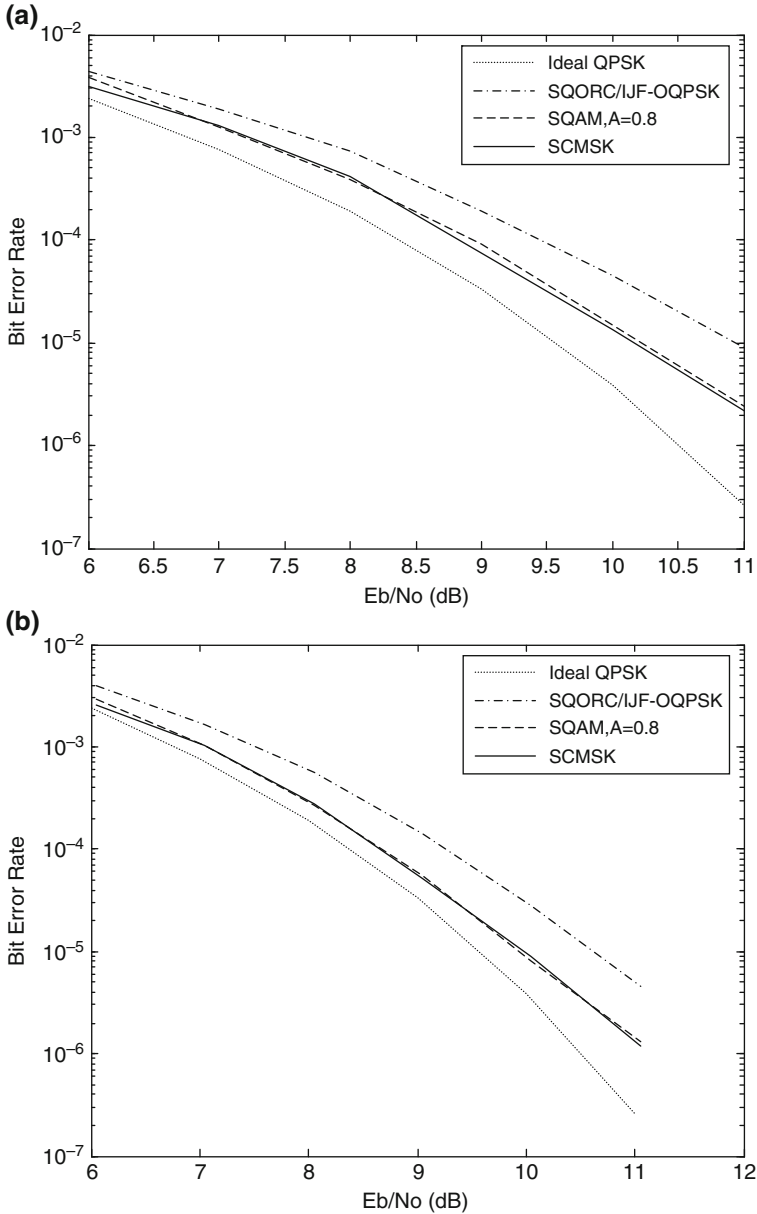 (a)
10⁻²
10⁻³
10⁻⁴
10⁻⁵
10⁻⁶
10⁻⁷
Bit Error Rate
Ideal QPSK
SQORC/IJF-OQPSK
SQAM,A=0.8
SCMSK
6 6.5 7 7.5 8 8.5 9 9.5 10 10.5 11
Eb/No (dB)
(b)
10⁻²
10⁻³
10⁻⁴
10⁻⁵
10⁻⁶
10⁻⁷
Bit Error Rate
Ideal QPSK
SQORC/IJF-OQPSK
SQAM,A=0.8
SCMSK
6 7 8 9 10 11 12
Eb/No (dB)